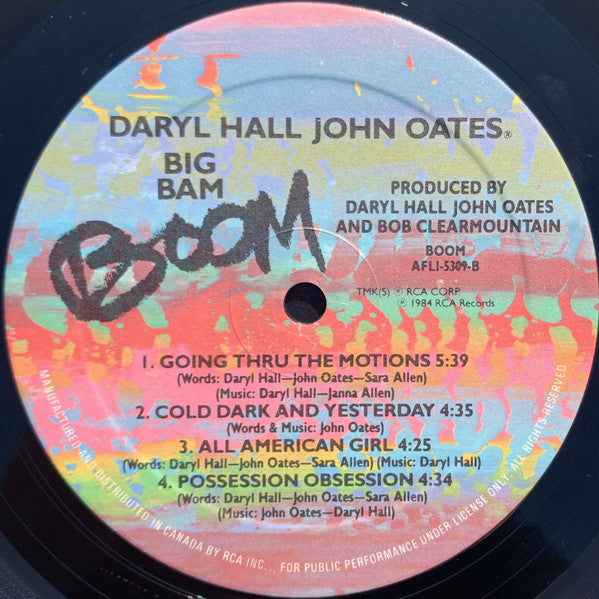 DARYL HALL JOHN OATES®
BIG
BAM
BOOM
PRODUCED BY
DARYL HALL JOHN OATES
AND BOB CLEARMOUNTAIN
BOOM
AFL1-5309-B
TMK(S) ® RCA CORP.
℗ 1984 RCA Records
1. GOING THRU THE MOTIONS 5:39
(Words: Daryl Hall—John Oates—Sara Allen)
(Music: Daryl Hall—Janna Allen)
2. COLD DARK AND YESTERDAY 4:35
(Words & Music: John Oates)
3. ALL AMERICAN GIRL 4:25
(Words: Daryl Hall—John Oates—Sara Allen) (Music: Daryl Hall)
4. POSSESSION OBSESSION 4:34
(Words: Daryl Hall—John Oates—Sara Allen)
(Music: John Oates—Daryl Hall)
MANUFACTURED AND DISTRIBUTED IN CANADA BY RCA INC... FOR PUBLIC PERFORMANCE UNDER LICENSE ONLY. ALL RIGHTS RESERVED